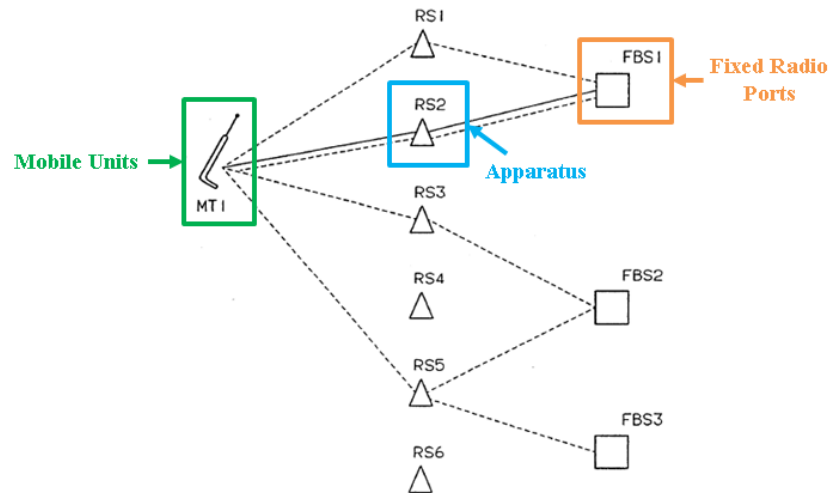 RS1
FBS1
Fixed Radio
Ports
RS2
Mobile Units
Apparatus
MT1
RS3
RS4
FBS2
RS5
FBS3
RS6